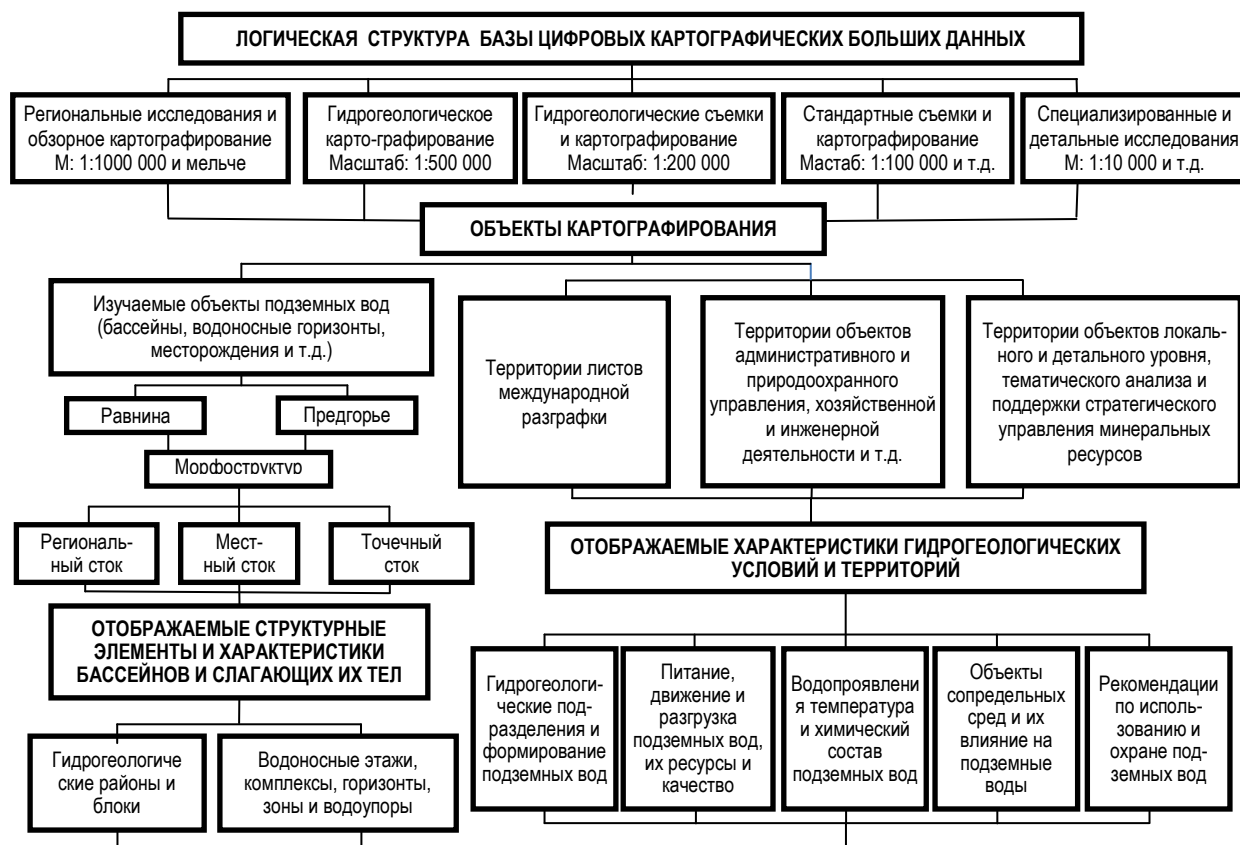 ЛОГИЧЕСКАЯ СТРУКТУРА БАЗЫ ЦИФРОВЫХ КАРТОГРАФИЧЕСКИХ БОЛЬШИХ ДАННЫХ
Региональные исследования и
обзорное картографирование
М: 1:1000 000 и мельче
Гидрогеологическое
карто-графирование
Масштаб: 1:500 000
Гидрогеологические съемки
и картографирование
Масштаб: 1:200 000
Стандартные съемки и
картографирование
Мастаб: 1:100 000 и т.д.
Специализированные и
детальные исследования
М: 1:10 000 и т.д.
ОБЪЕКТЫ КАРТОГРАФИРОВАНИЯ
Изучаемые объекты подземных вод
(бассейны, водоносные горизонты,
месторождения и т.д.)
Равнина
Предгорье
Морфоструктур
Региональ-
ный сток
Мест-
ный сток
Точечный
сток
ОТОБРАЖАЕМЫЕ СТРУКТУРНЫЕ
ЭЛЕМЕНТЫ И ХАРАКТЕРИСТИКИ
БАССЕЙНОВ И СЛАГАЮЩИХ ИХ ТЕЛ
Гидрогеологиче
ские районы и
блоки
Водоносные этажи,
комплексы, горизонты,
зоны и водоупоры
Территории листов
международной
разграфки
Территории объектов
административного и
природоохранного
управления, хозяйственной
и инженерной
деятельности и т.д.
Территории объектов локаль-
ного и детального уровня,
тематического анализа и
поддержки стратегического
управления минеральных
ресурсов
ОТОБРАЖАЕМЫЕ ХАРАКТЕРИСТИКИ ГИДРОГЕОЛОГИЧЕСКИХ
УСЛОВИЙ И ТЕРРИТОРИЙ
Гидрогеологи-
ческие под-
разделения и
формирование
подземных вод
Питание,
движение и
разгрузка
подземных вод,
их ресурсы и
качество
Водопроявлени
я температура
и химический
состав
подземных вод
Объекты
сопредельных
сред и их
влияние на
подземные
воды
Рекомендации
по исполь-
зованию и
охране под-
земных вод